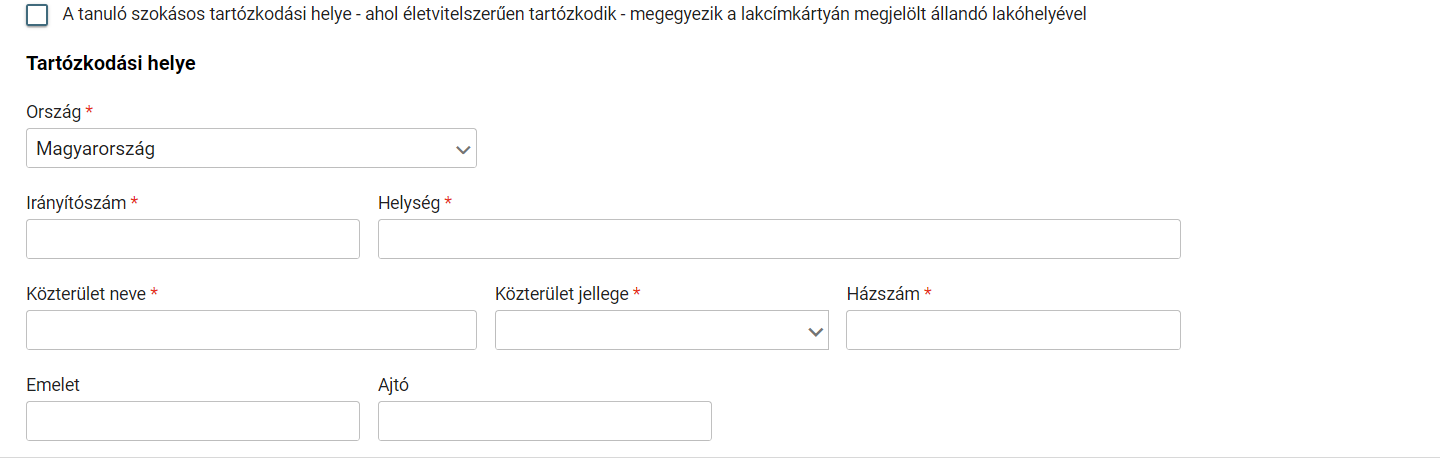 A tanuló szokásos tartózkodási helye - ahol életvitelszerűen tartózkodik - megegyezik a lakcímkártyán megjelölt állandó lakóhelyével
Tartózkodási helye
Ország *
Magyarország
Irányítószám * Helység *
Közterület neve * Közterület jellege * Házszám *
Emelet Ajtó